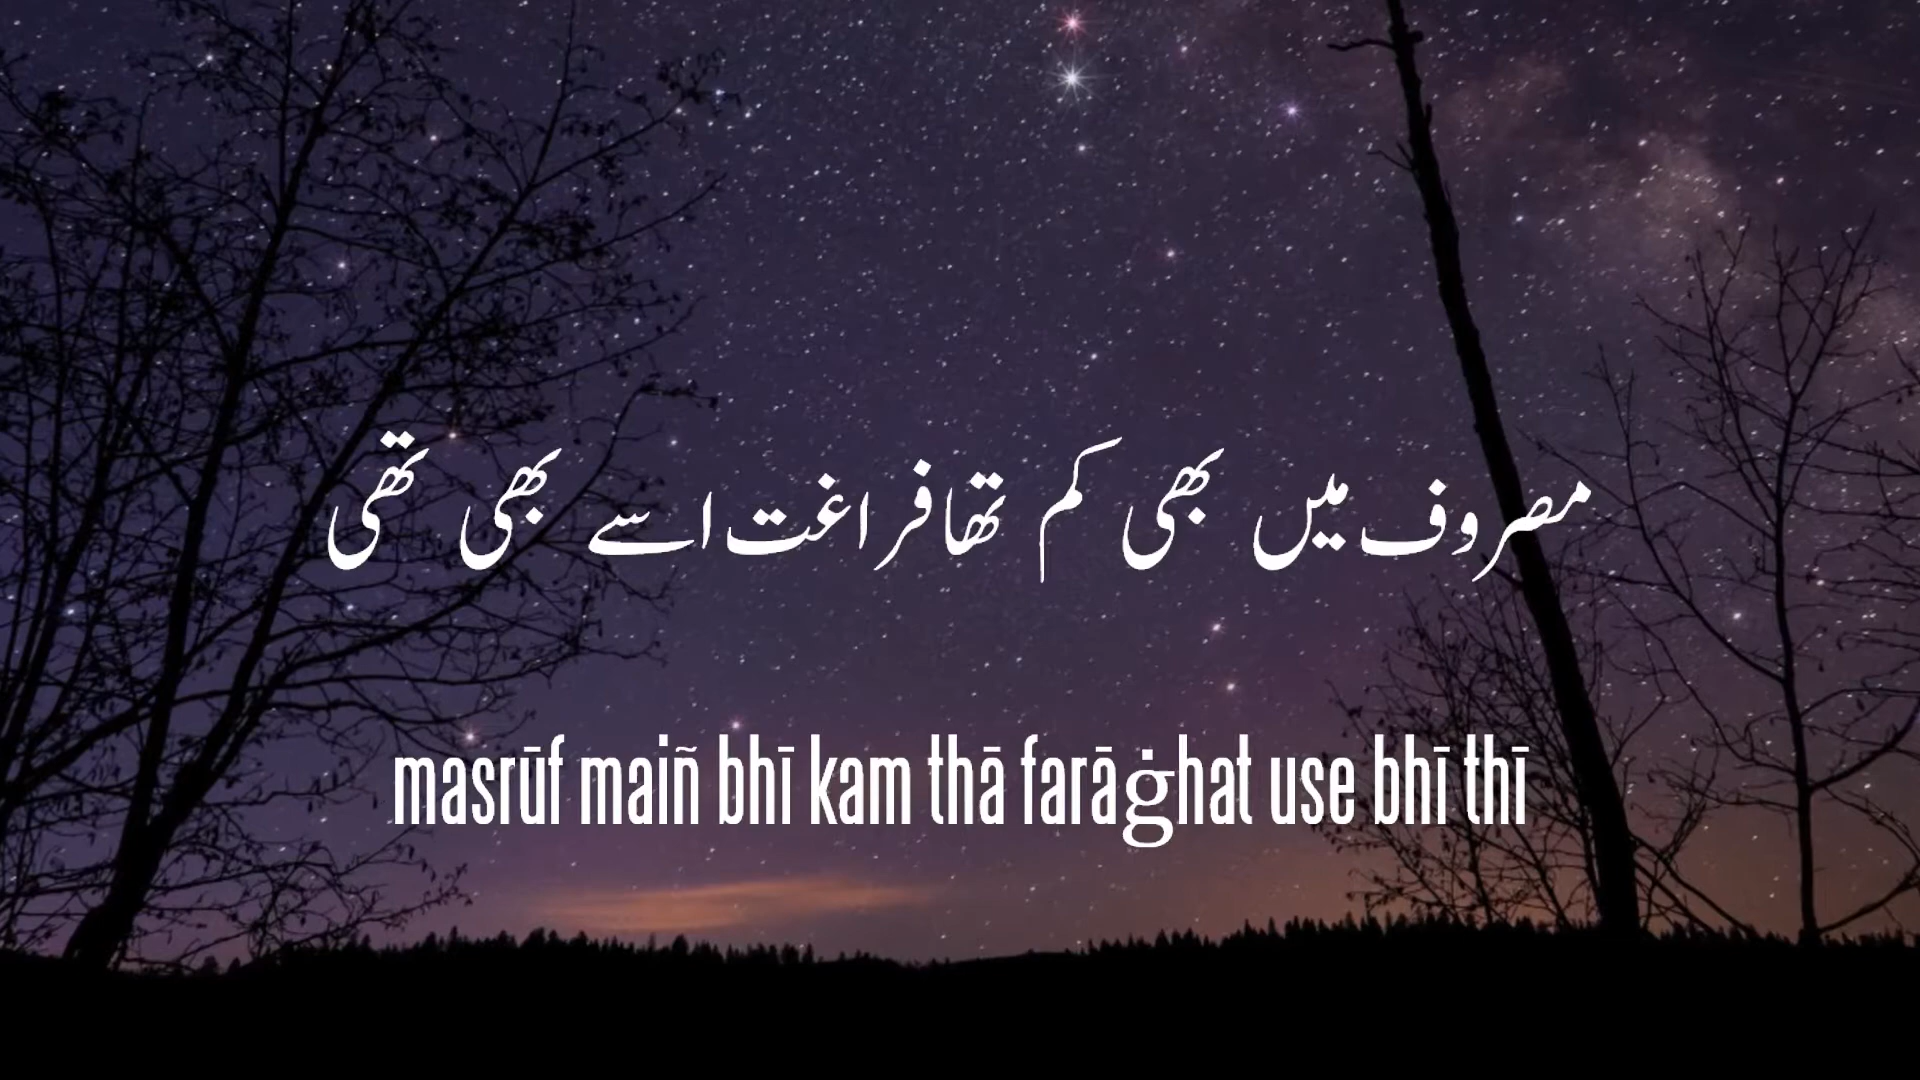 مصروف میں بھی کم تھا فراغت اسے بھی تھی
masrūf maiñ bhī kam thā farāġhat use bhī thī